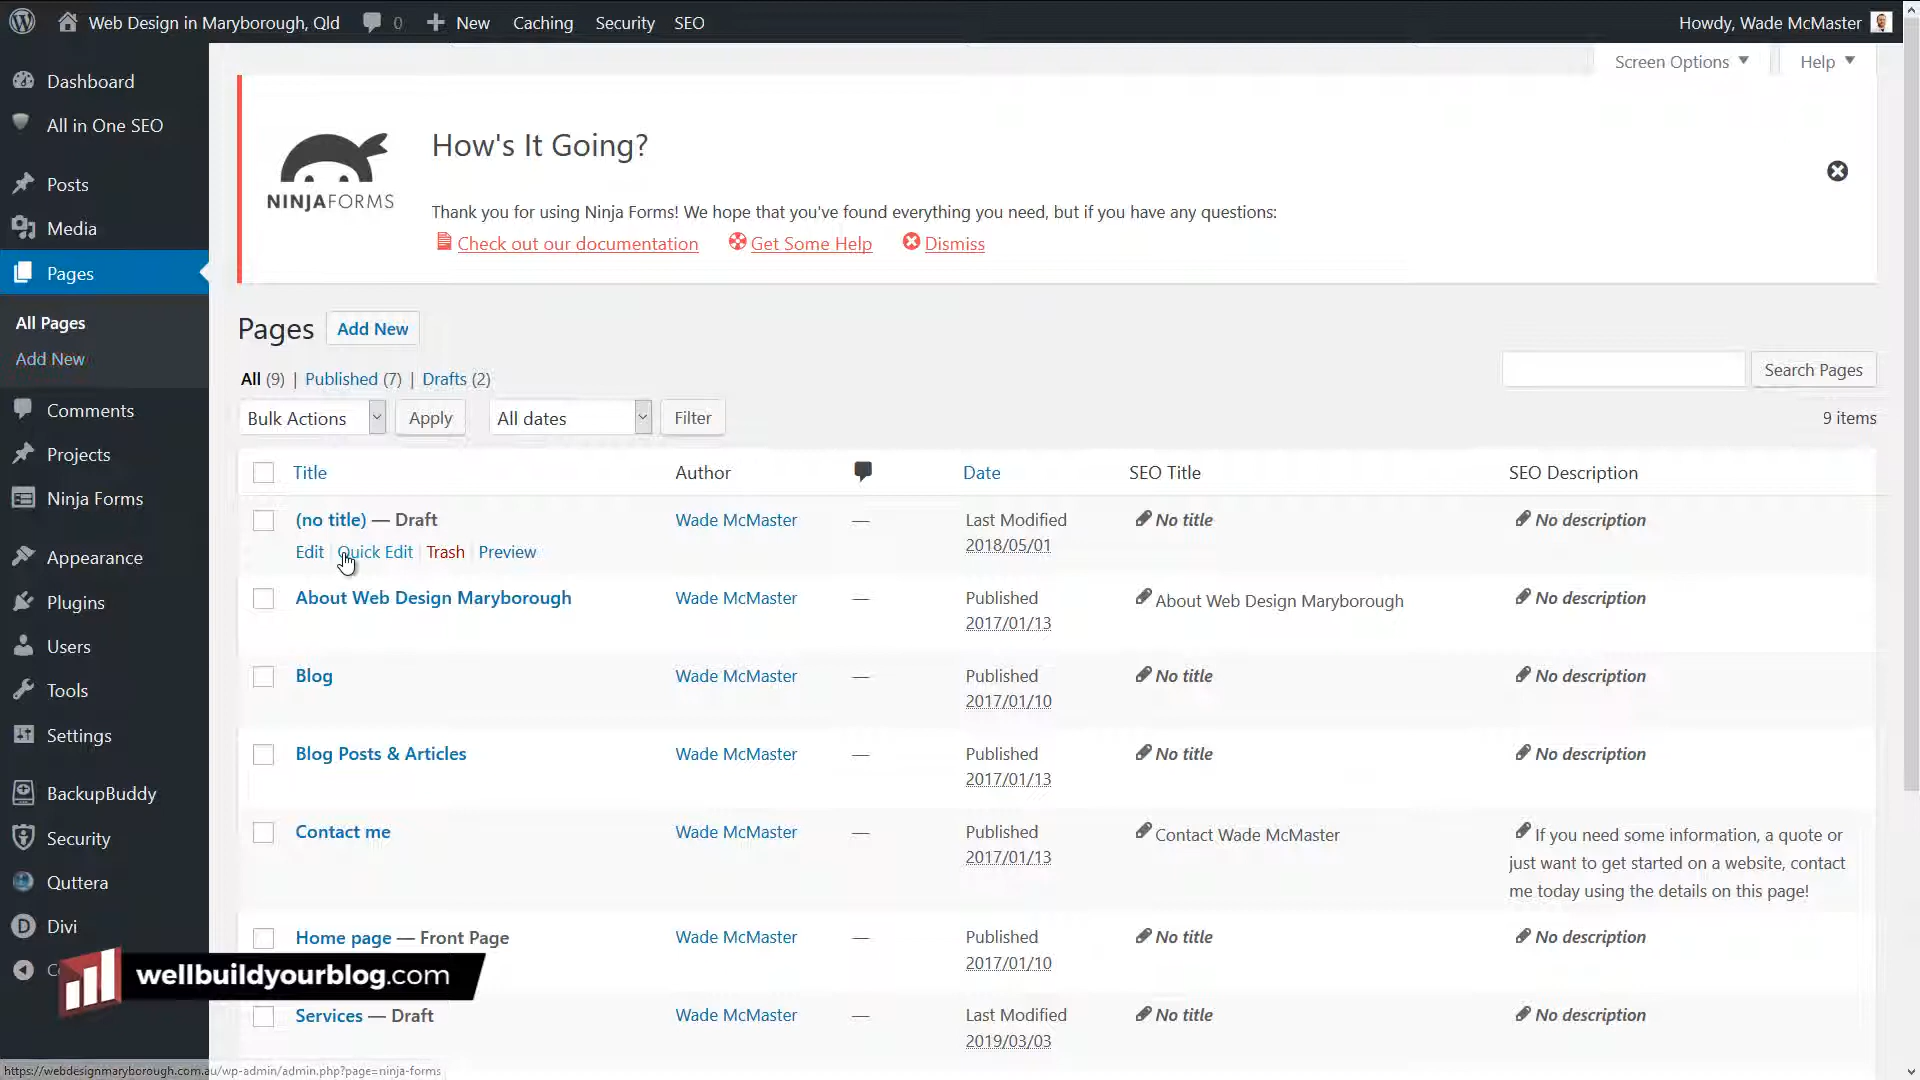 Web Design in Maryborough, Qld 0 New Caching Security SEO Howdy, Wade McMaster
Screen Options Help
Dashboard
All in One SEO
Posts
Media
Pages
All Pages
Add New
Comments
Projects
Ninja Forms
Appearance
Plugins
Users
Tools
Settings
BackupBuddy
Security
Quttera
Divi
How's It Going?
NINJAFORMS
Thank you for using Ninja Forms! We hope that you've found everything you need, but if you have any questions:
Check out our documentation Get Some Help Dismiss
Pages Add New
All (9) | Published (7) | Drafts (2)
Search Pages
Bulk Actions Apply All dates Filter 9 items
Title Author Date SEO Title SEO Description
(no title) — Draft Wade McMaster — Last Modified No title No description
2018/05/01
Edit | Quick Edit | Trash | Preview
About Web Design Maryborough Wade McMaster — Published About Web Design Maryborough No description
2017/01/13
Blog Wade McMaster — Published No title No description
2017/01/10
Blog Posts & Articles Wade McMaster — Published No title No description
2017/01/13
Contact me Wade McMaster — Published Contact Wade McMaster If you need some information, a quote or
2017/01/13 just want to get started on a website, contact
me today using the details on this page!
Home page — Front Page Wade McMaster — Published No title No description
2017/01/10
wellbuildyourblog.com
Services — Draft Wade McMaster — Last Modified No title No description
2019/03/03
https://webdesignmaryborough.com.au/wp-admin/admin.php?page=ninja-forms